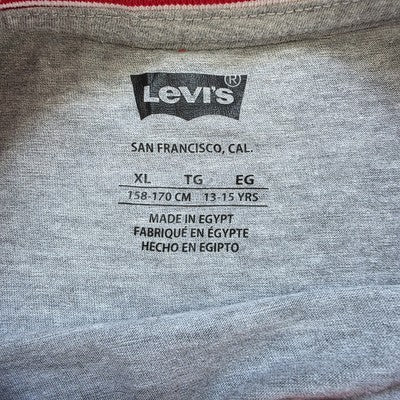 Levi's®
SAN FRANCISCO, CAL.
XL TG EG
158-170 CM 13-15 YRS
MADE IN EGYPT
FABRIQUÉ EN ÉGYPTE
HECHO EN EGIPTO